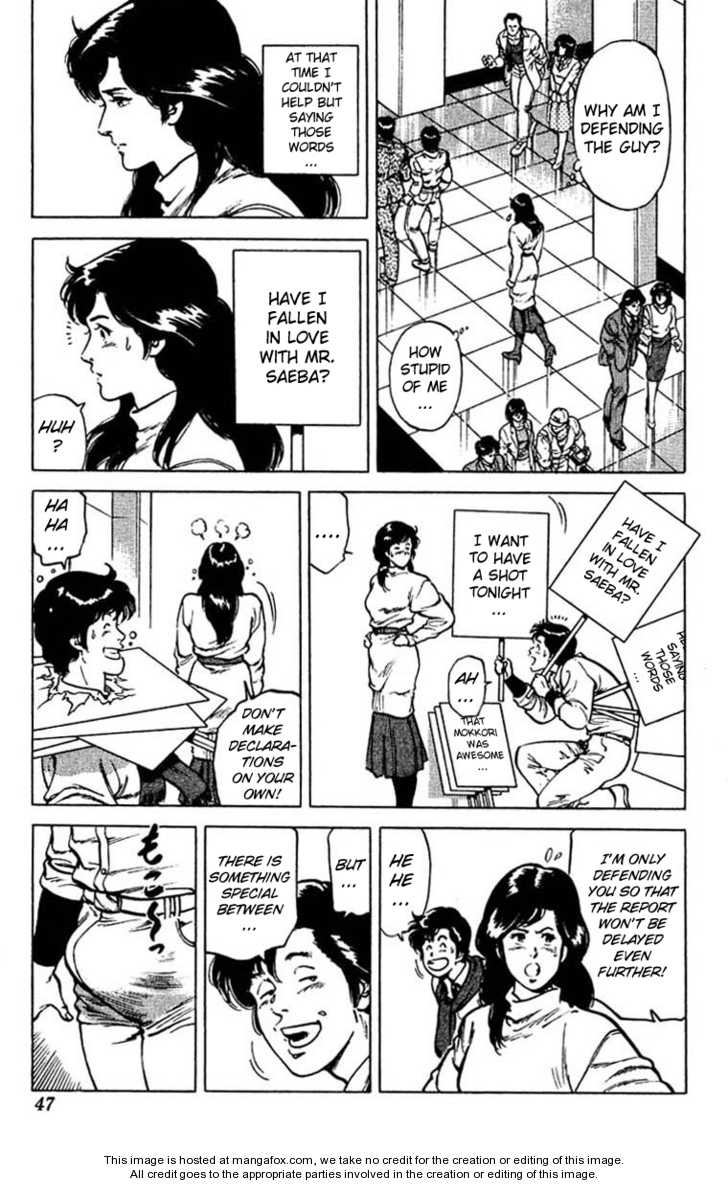 WHY AM I
DEFENDING
THE GUY?
HOW
STUPID
OF ME
...
AT THAT
TIME I
COULDN'T
HELP BUT
SAYING
THOSE
WORDS
...
HAVE I
FALLEN
IN LOVE
WITH MR.
SAEBA?
HUH
?
HAVE I
FALLEN
IN LOVE
WITH MR.
SAEBA?
I WANT
TO HAVE
A SHOT
TONIGHT
...
....
SAYING
THOSE
WORDS
...
AH
...
THAT
MOKKORI
WAS
AWESOME
...
HA
HA
...
DON'T
MAKE
DECLARA-
TIONS
ON YOUR
OWN!
I'M ONLY
DEFENDING
YOU SO THAT
THE REPORT
WON'T BE
DELAYED
EVEN
FURTHER!
HE
HE
...
BUT
...
THERE IS
SOMETHING
SPECIAL
BETWEEN
...
もこ〜っ
47
This image is hosted at mangafox.com, we take no credit for the creation or editing of this image.
All credit goes to the appropriate parties involved in the creation or editing of this image.